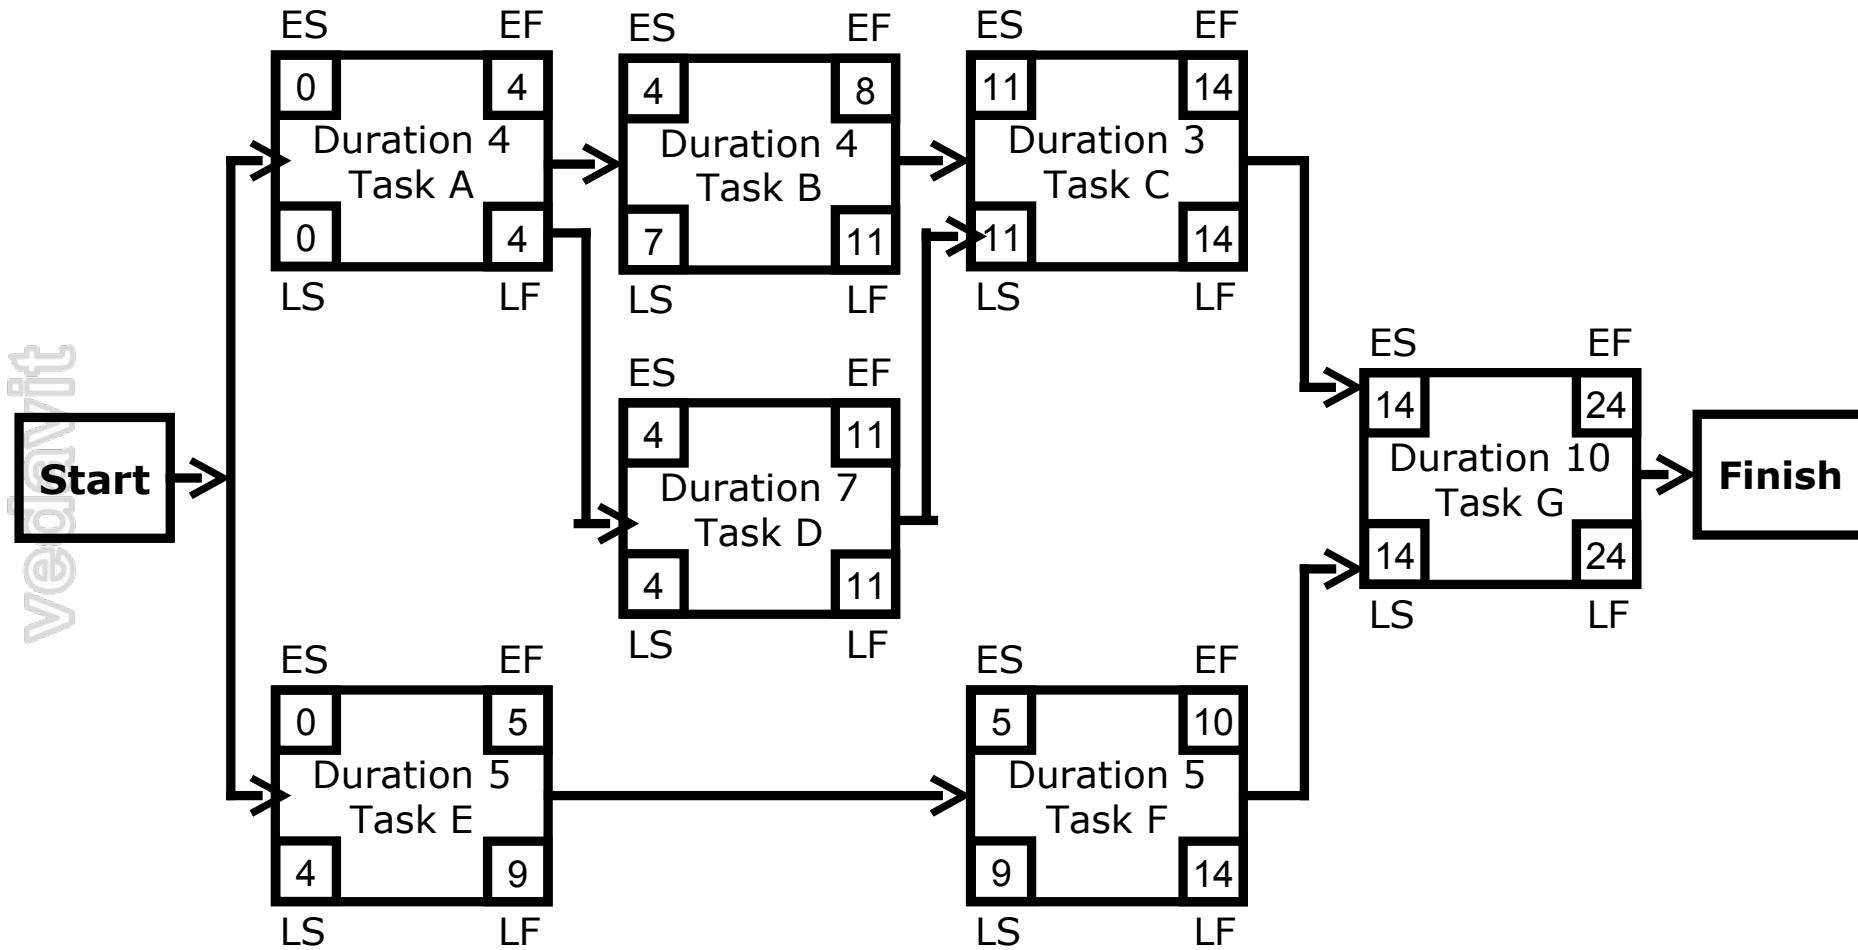 ES EF
0 4
Duration 4
Task A
0 4
LS LF
ES EF
4 8
Duration 4
Task B
7 11
LS LF
ES EF
11 14
Duration 3
Task C
11 14
LS LF
ES EF
4 11
Duration 7
Task D
4 11
LS LF
vedavit
Start
ES EF
14 24
Duration 10
Task G
14 24
LS LF
Finish
ES EF
0 5
Duration 5
Task E
4 9
LS LF
ES EF
5 10
Duration 5
Task F
9 14
LS LF